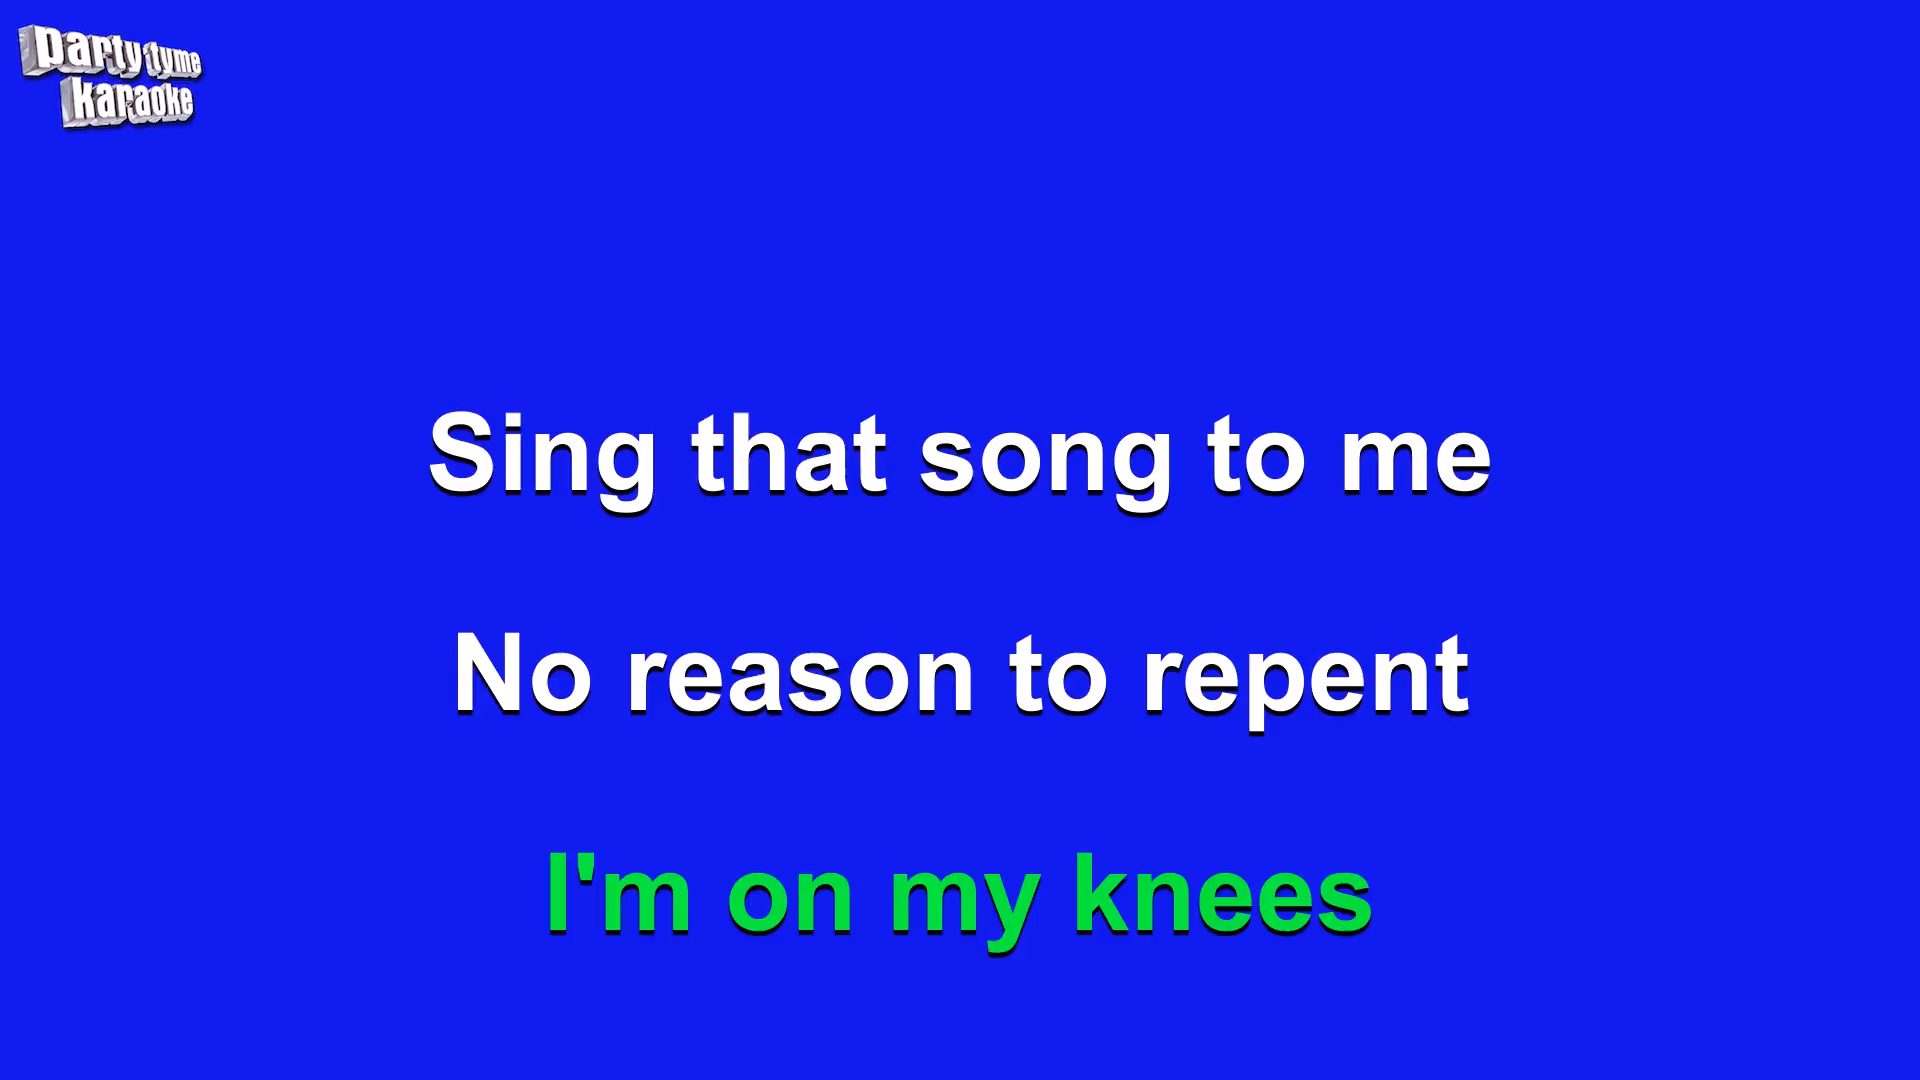 party tyme
karaoke
Sing that song to me
No reason to repent
I'm on my knees